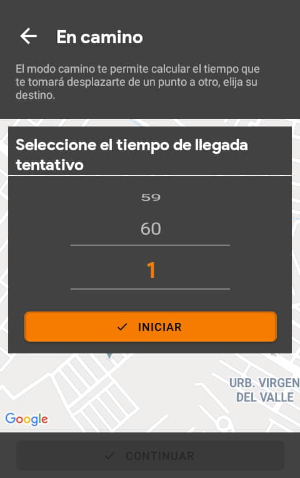 En camino
El modo camino te permite calcular el tiempo que
te tomará desplazarte de un punto a otro, elija su
destino.
Seleccione el tiempo de llegada
tentativo
59
60
1
INICIAR
URB. VIRGEN
DEL VALLE
Google
CONTINUAR